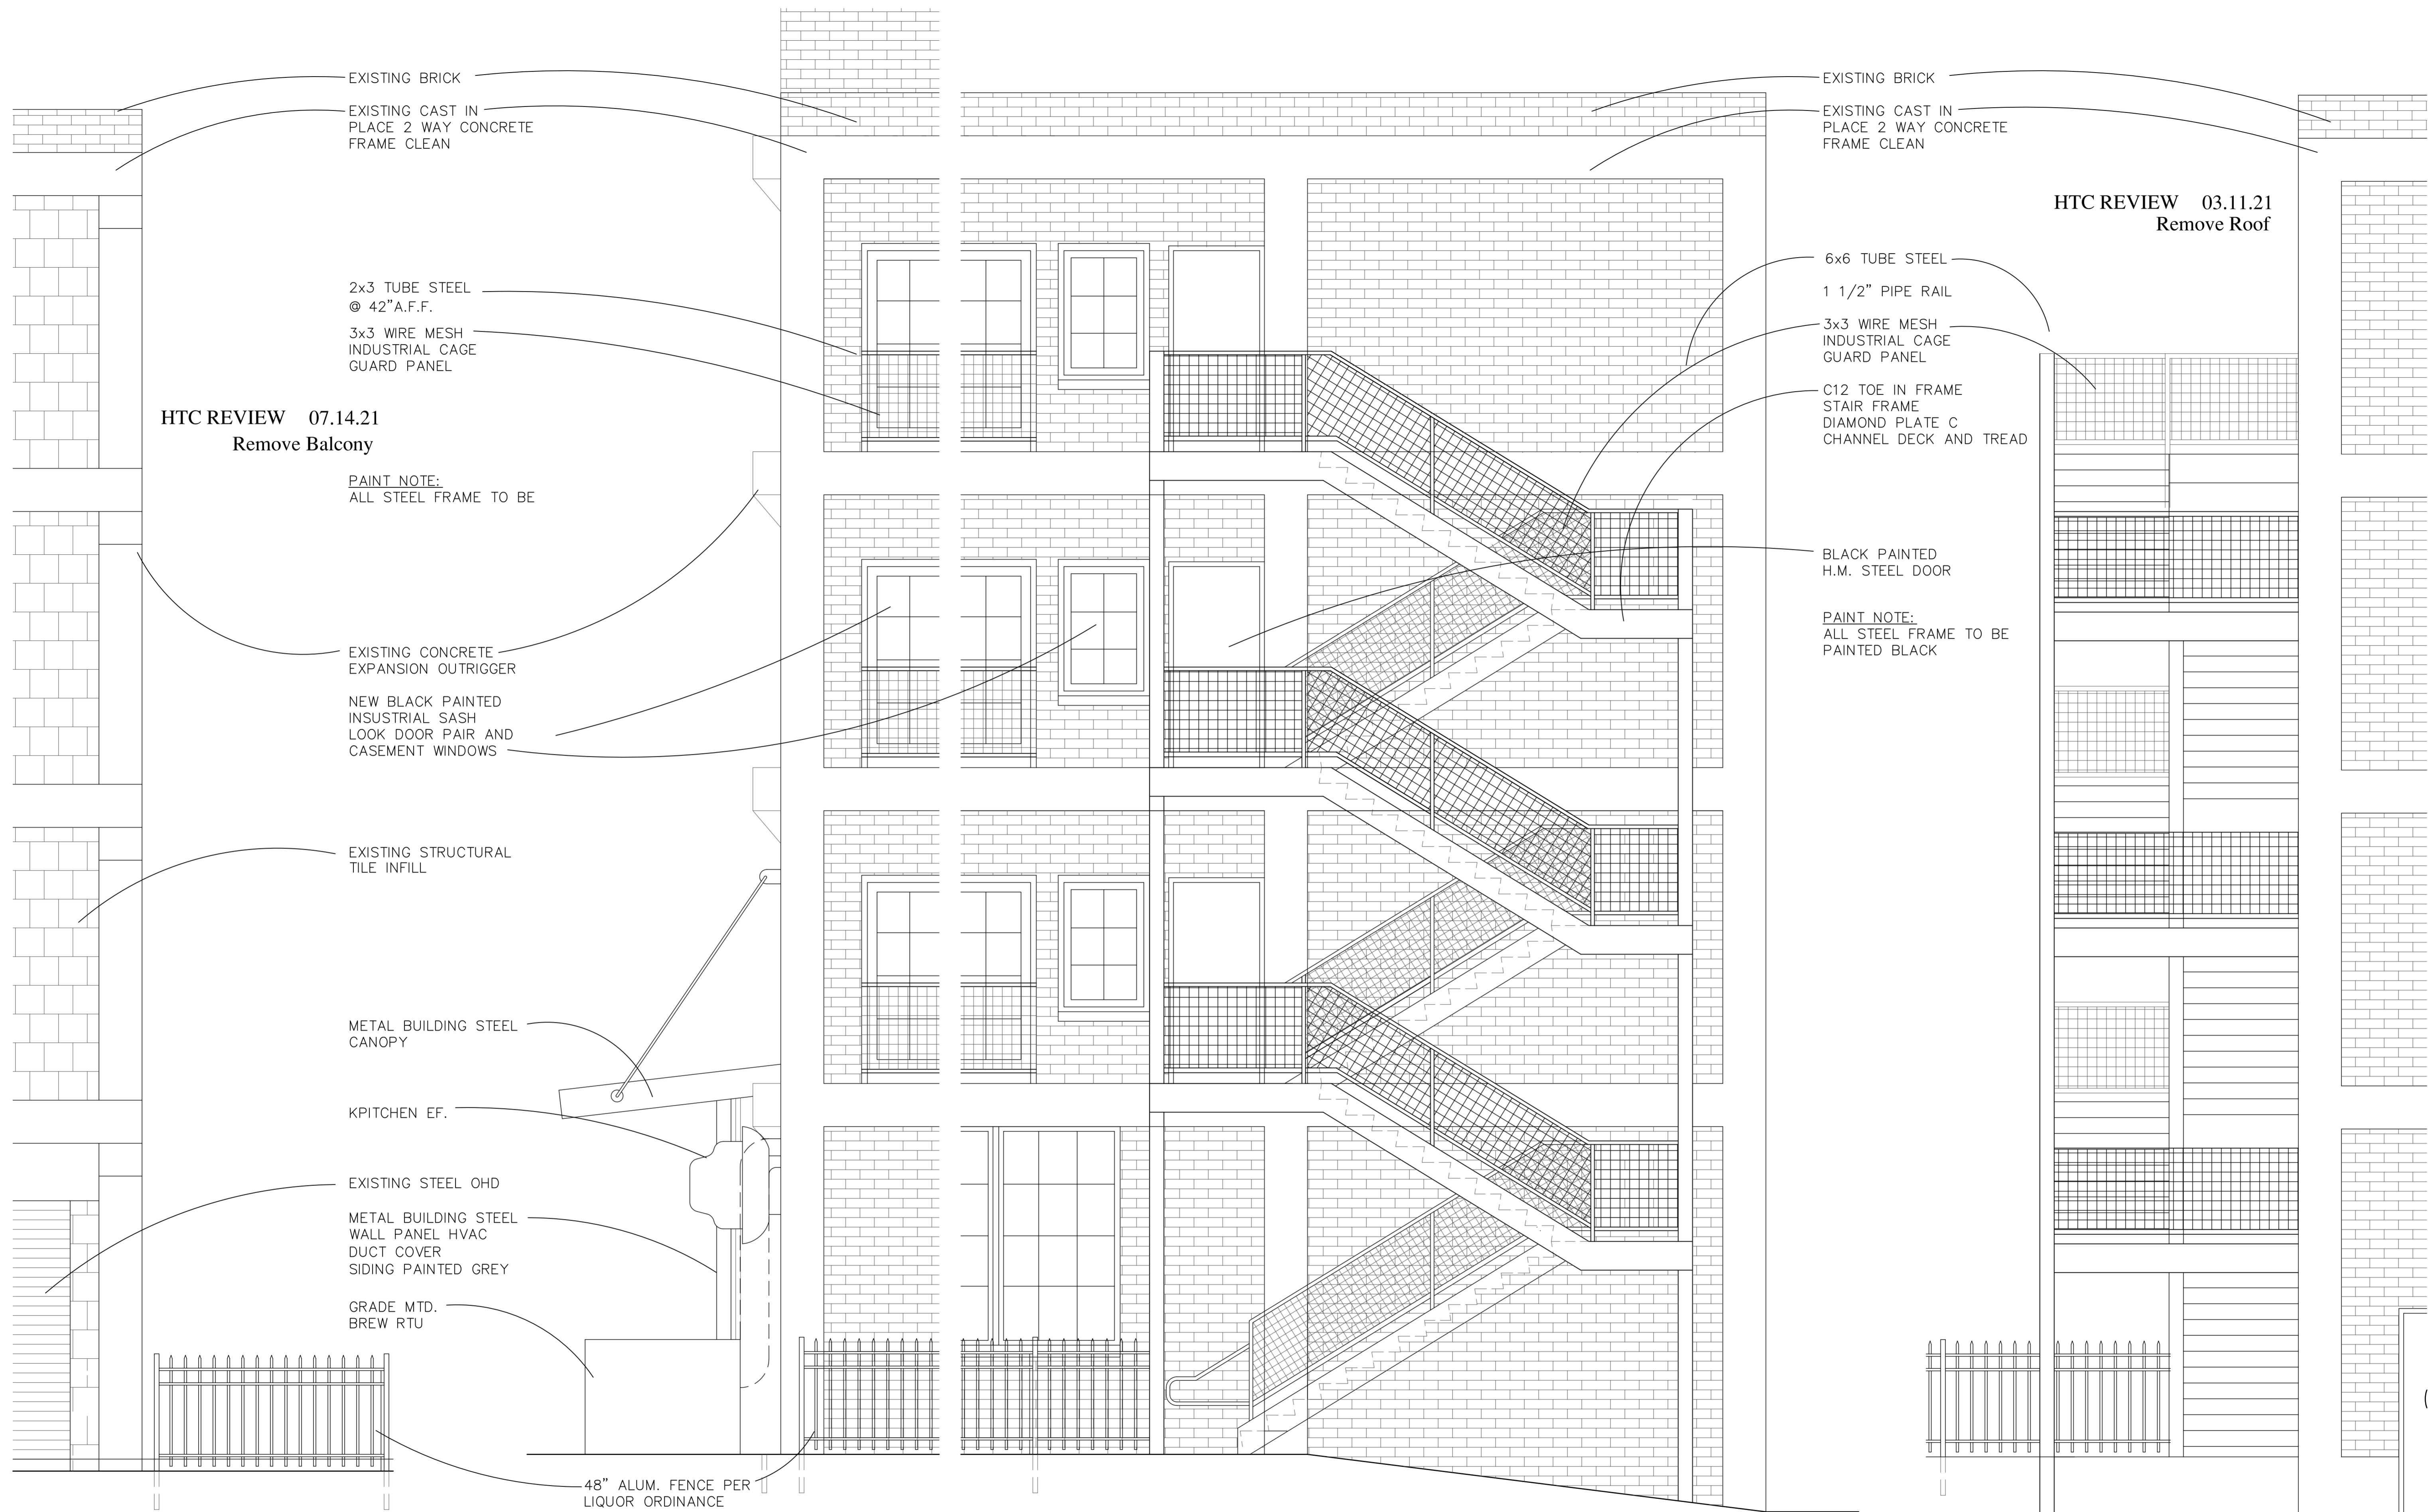 EXISTING BRICK
EXISTING CAST IN
PLACE 2 WAY CONCRETE
FRAME CLEAN
2x3 TUBE STEEL
@ 42"A.F.F.
3x3 WIRE MESH
INDUSTRIAL CAGE
GUARD PANEL
HTC REVIEW 07.14.21
Remove Balcony
PAINT NOTE:
ALL STEEL FRAME TO BE
EXISTING CONCRETE
EXPANSION OUTRIGGER
NEW BLACK PAINTED
INSUSTRIAL SASH
LOOK DOOR PAIR AND
CASEMENT WINDOWS
EXISTING STRUCTURAL
TILE INFILL
METAL BUILDING STEEL
CANOPY
KPITCHEN EF.
EXISTING STEEL OHD
METAL BUILDING STEEL
WALL PANEL HVAC
DUCT COVER
SIDING PAINTED GREY
GRADE MTD.
BREW RTU
48" ALUM. FENCE PER
LIQUOR ORDINANCE
EXISTING BRICK
EXISTING CAST IN
PLACE 2 WAY CONCRETE
FRAME CLEAN
HTC REVIEW 03.11.21
Remove Roof
6x6 TUBE STEEL
1 1/2" PIPE RAIL
3x3 WIRE MESH
INDUSTRIAL CAGE
GUARD PANEL
C12 TOE IN FRAME
STAIR FRAME
DIAMOND PLATE C
CHANNEL DECK AND TREAD
BLACK PAINTED
H.M. STEEL DOOR
PAINT NOTE:
ALL STEEL FRAME TO BE
PAINTED BLACK